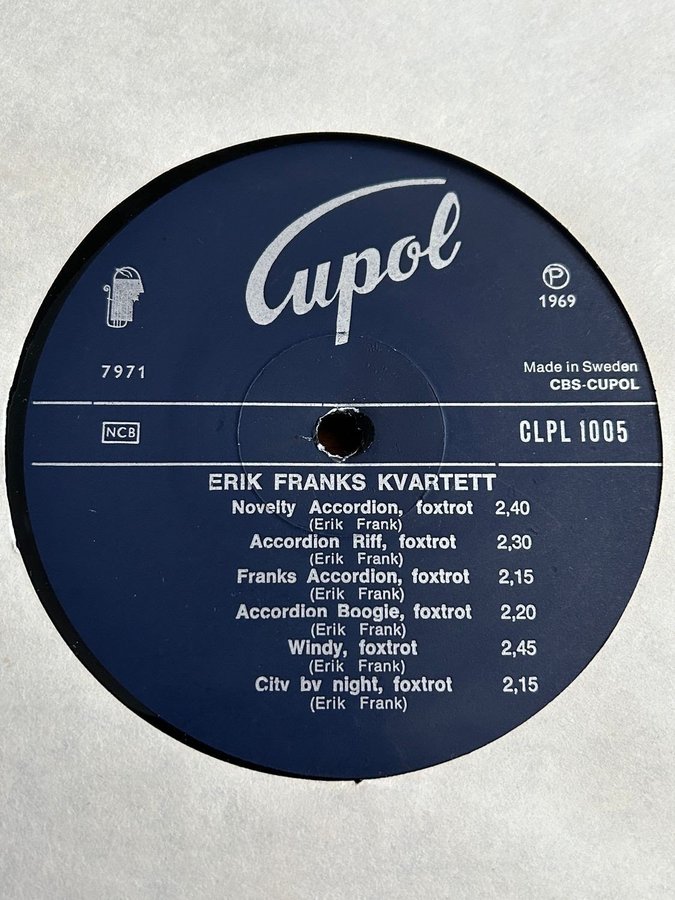 Cupol
℗
1969
7971
Made in Sweden
CBS-CUPOL
NCB
CLPL 1005
ERIK FRANKS KVARTETT
Novelty Accordion, foxtrot 2,40
(Erik Frank)
Accordion Riff, foxtrot 2,30
(Erik Frank)
Franks Accordion, foxtrot 2,15
(Erik Frank)
Accordion Boogie, foxtrot 2,20
(Erik Frank)
Windy, foxtrot 2,45
(Erik Frank)
City by night, foxtrot 2,15
(Erik Frank)